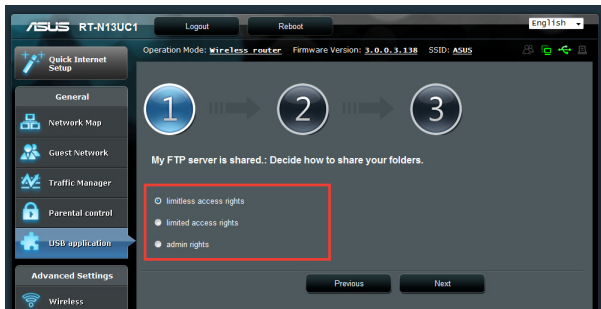 ASUS RT-N13UC1 Logout Reboot English
Operation Mode: Wireless router Firmware Version: 3.0.0.3.138 SSID: ASUS
Quick Internet
Setup
General
Network Map
Guest Network
Traffic Manager
Parental control
USB application
Advanced Settings
Wireless
1 2 3
My FTP server is shared.: Decide how to share your folders.
limitless access rights
limited access rights
admin rights
Previous Next